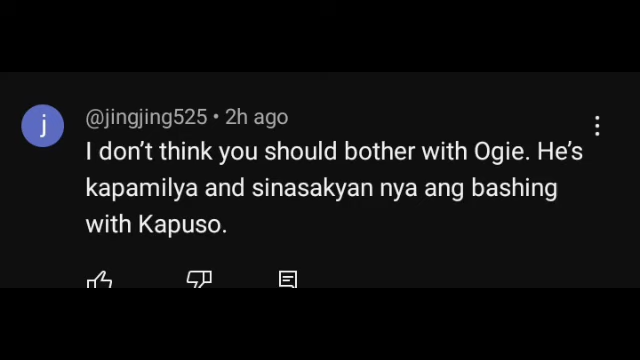 j
@jingjing525 • 2h ago
I don't think you should bother with Ogie. He's
kapamilya and sinasakyan nya ang bashing
with Kapuso.